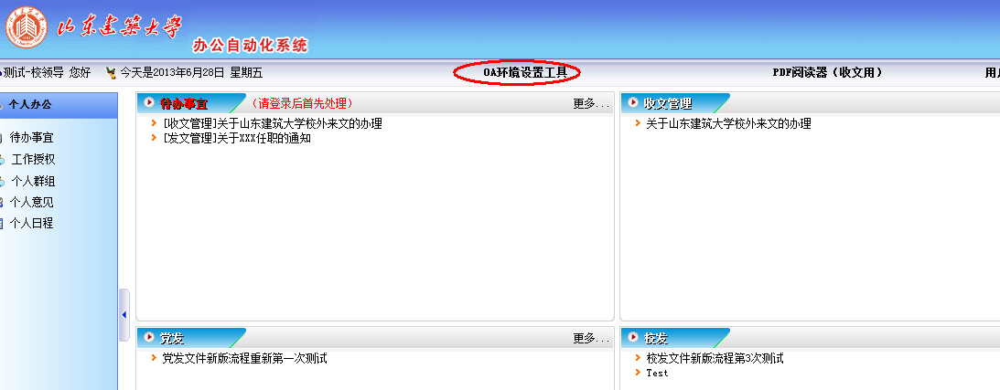 山东建筑大学
办公自动化系统
测试-校领导 您好 今天是2013年6月28日 星期五 OA环境设置工具 PDF阅读器（收文用） 用
个人办公
待办事宜
工作授权
个人群组
个人意见
个人日程
待办事宜 （请登录后首先处理） 更多...
[收文管理]关于山东建筑大学校外来文的办理
[发文管理]关于XXX任职的通知
收文管理
关于山东建筑大学校外来文的办理
党发 更多...
党发文件新版流程重新第一次测试
校发
校发文件新版流程第3次测试
Test